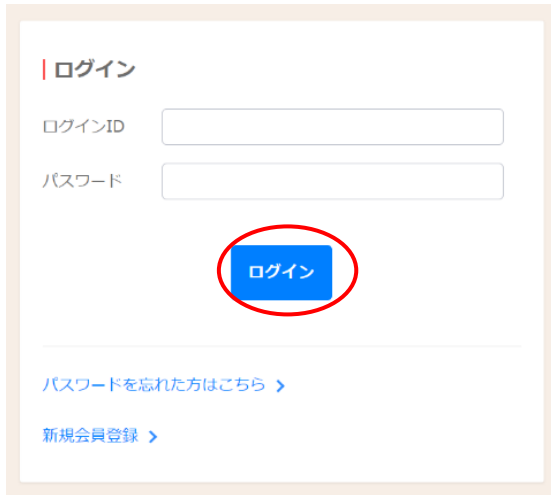 ログイン
ログインID
パスワード
ログイン
パスワードを忘れた方はこちら
新規会員登録